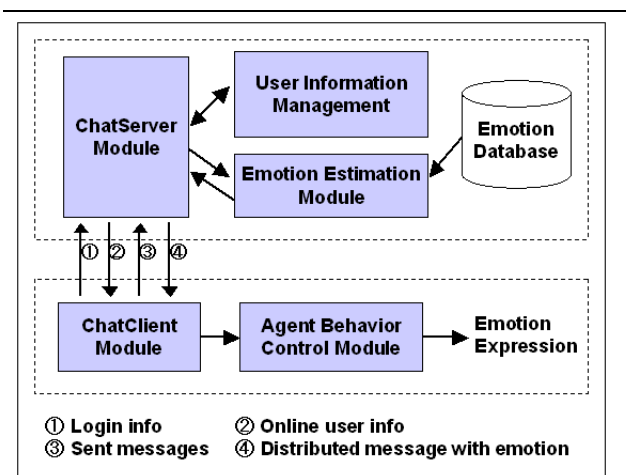 User Information
Management
ChatServer
Module
Emotion
Database
Emotion Estimation
Module
① ② ③ ④
ChatClient
Module
Agent Behavior
Control Module
Emotion
Expression
① Login info
② Online user info
③ Sent messages
④ Distributed message with emotion